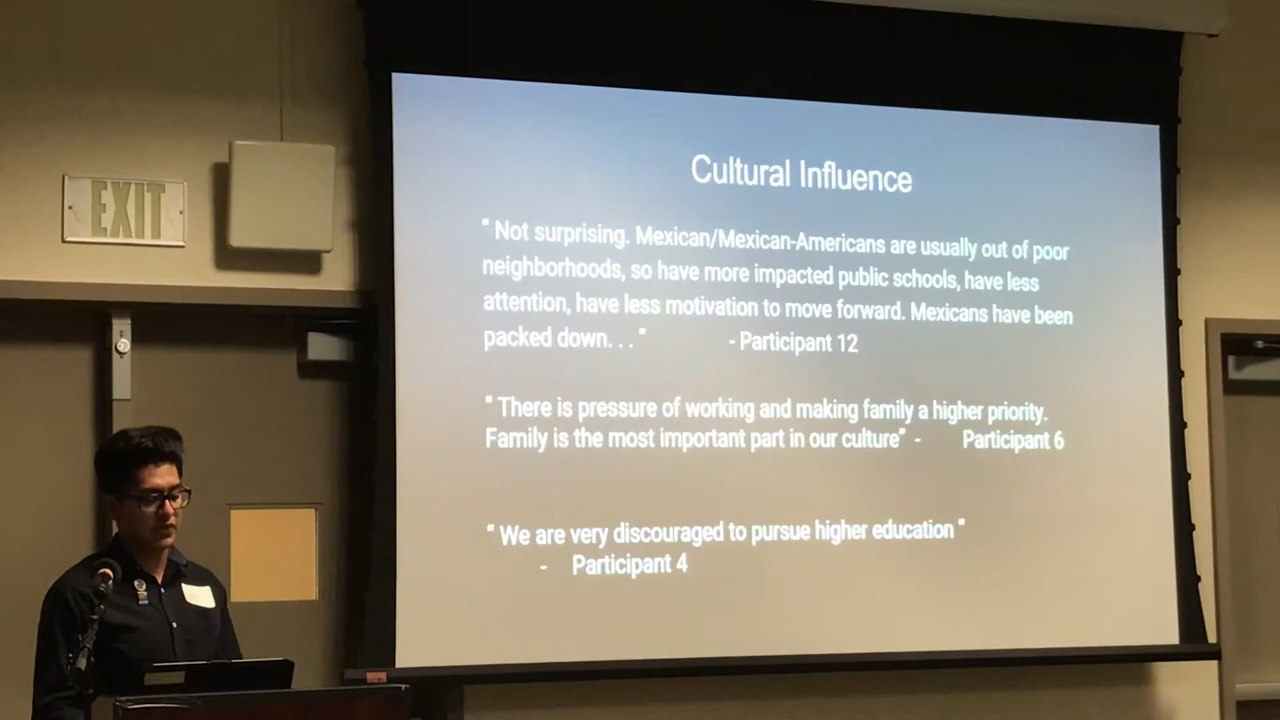 EXIT
Cultural Influence
" Not surprising. Mexican/Mexican-Americans are usually out of poor
neighborhoods, so have more impacted public schools, have less
attention, have less motivation to move forward. Mexicans have been
packed down. . . " - Participant 12
" There is pressure of working and making family a higher priority.
Family is the most important part in our culture" - Participant 6
" We are very discouraged to pursue higher education "
- Participant 4